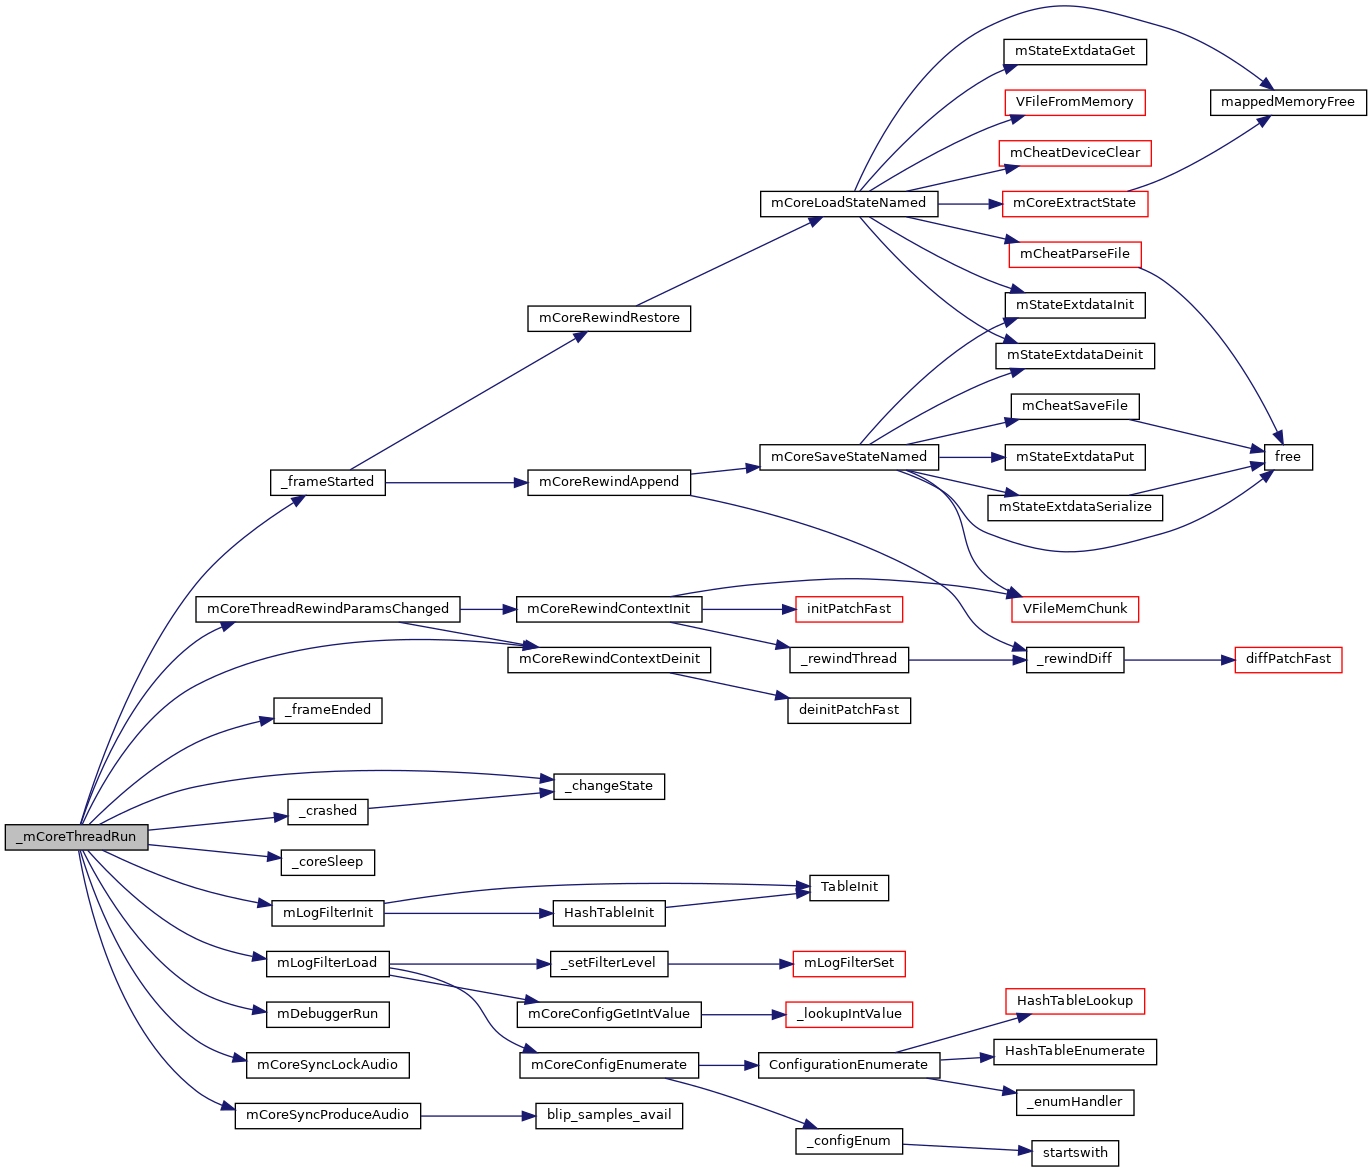 mStateExtdataGet
VFileFromMemory
mappedMemoryFree
mCheatDeviceClear
mCoreLoadStateNamed
mCoreExtractState
mCheatParseFile
mStateExtdataInit
mCoreRewindRestore
mStateExtdataDeinit
mCheatSaveFile
mCoreSaveStateNamed
mStateExtdataPut
free
_frameStarted
mCoreRewindAppend
mStateExtdataSerialize
mCoreThreadRewindParamsChanged
mCoreRewindContextInit
initPatchFast
VFileMemChunk
mCoreRewindContextDeinit
_rewindThread
_rewindDiff
diffPatchFast
_frameEnded
deinitPatchFast
_changeState
_crashed
_mCoreThreadRun
_coreSleep
TableInit
mLogFilterInit
HashTableInit
mLogFilterLoad
_setFilterLevel
mLogFilterSet
HashTableLookup
mDebuggerRun
mCoreConfigGetIntValue
_lookupIntValue
HashTableEnumerate
mCoreSyncLockAudio
mCoreConfigEnumerate
ConfigurationEnumerate
_enumHandler
mCoreSyncProduceAudio
blip_samples_avail
_configEnum
startswith